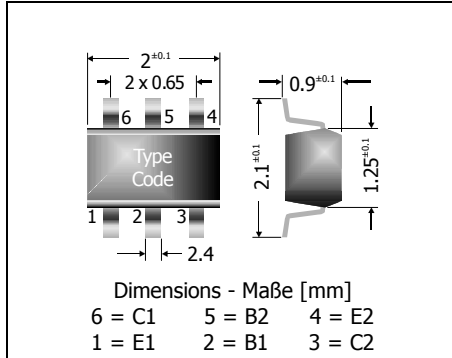 2±0.1
2 x 0.65
0.9±0.1
6 5 4
Type
Code
2.1±0.1
1.25±0.1
1 2 3
2.4
Dimensions - Maße [mm]
6 = C1 5 = B2 4 = E2
1 = E1 2 = B1 3 = C2